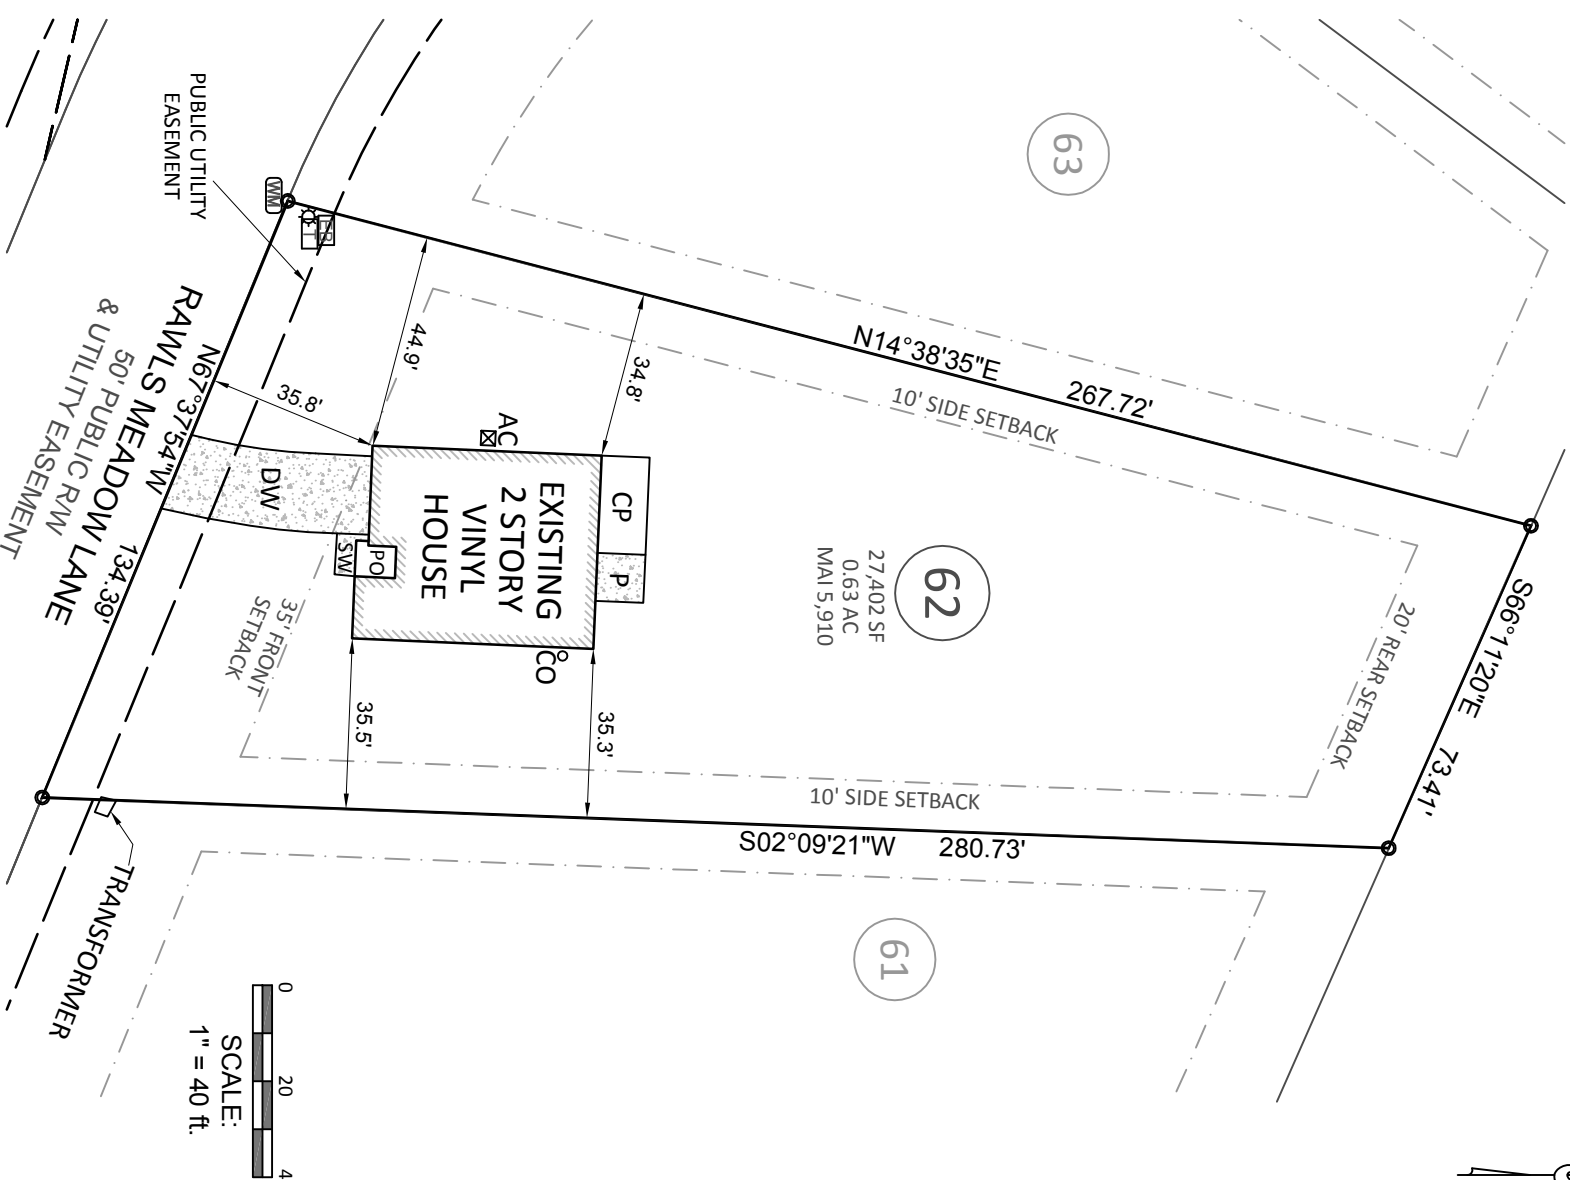 63
PUBLIC UTILITY
EASEMENT
WM
EB
T
N14°38'35"E 267.72'
10' SIDE SETBACK
44.9'
34.8'
35.8'
AC
RAWLS MEADOW LANE
50' PUBLIC R/W
& UTILITY EASEMENT
N67°37'54"W 134.39'
DW
EXISTING
2 STORY
VINYL
HOUSE
CP
P
PO
SW
CO
62
27,402 SF
0.63 AC
MAI 5,910
20' REAR SETBACK
S66°11'20"E 73.41'
35' FRONT
SETBACK
35.5'
35.3'
10' SIDE SETBACK
S02°09'21"W 280.73'
TRANSFORMER
61
0 20 4
SCALE:
1" = 40 ft.